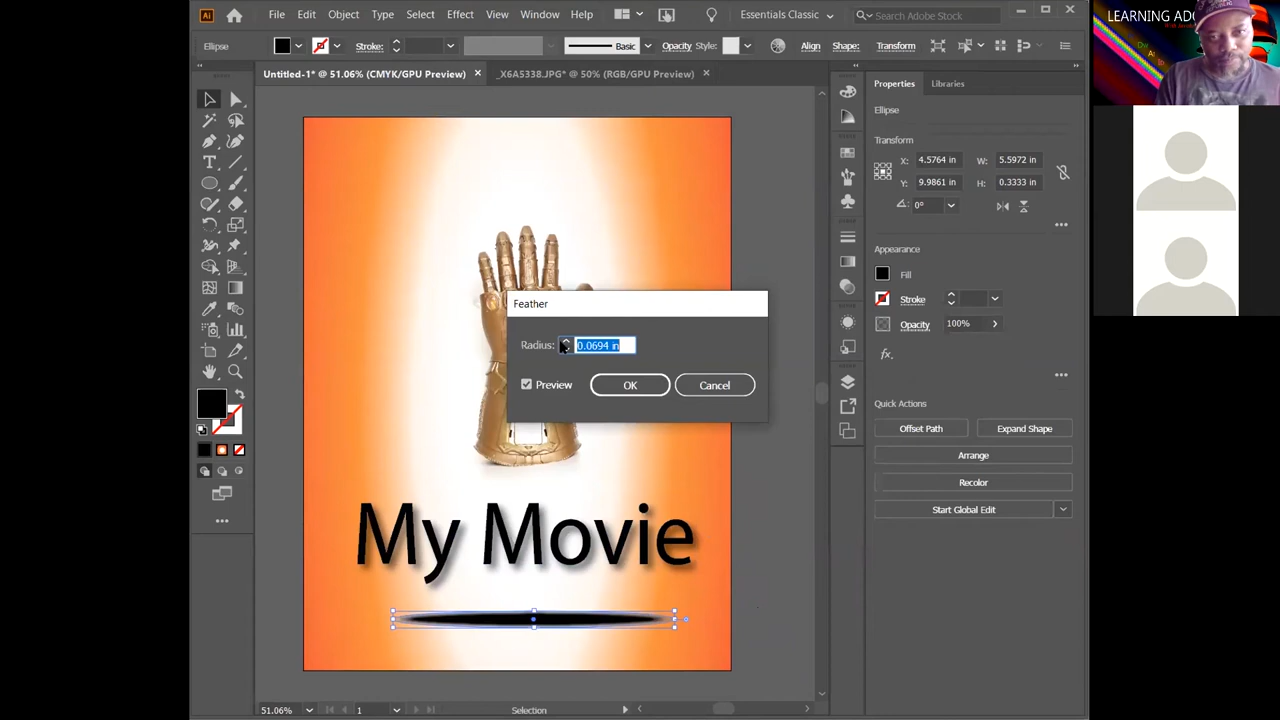 Ai
File Edit Object Type Select Effect View Window Help
Essentials Classic
Search Adobe Stock
LEARNING ADO
Ellipse
Stroke:
Basic
Opacity
Style:
Align
Shape:
Transform
Untitled-1* @ 51.06% (CMYK/GPU Preview)
_X6A5338.JPG* @ 50% (RGB/GPU Preview)
Properties
Libraries
Ellipse
Transform
X: 4.5764 in
W: 5.5972 in
Y: 9.9861 in
H: 0.3333 in
0°
Appearance
Fill
Stroke
Opacity
100%
fx.
Quick Actions
Offset Path
Expand Shape
Arrange
Recolor
Start Global Edit
Feather
Radius:
0.0694 in
Preview
OK
Cancel
My Movie
51.06%
1
Selection